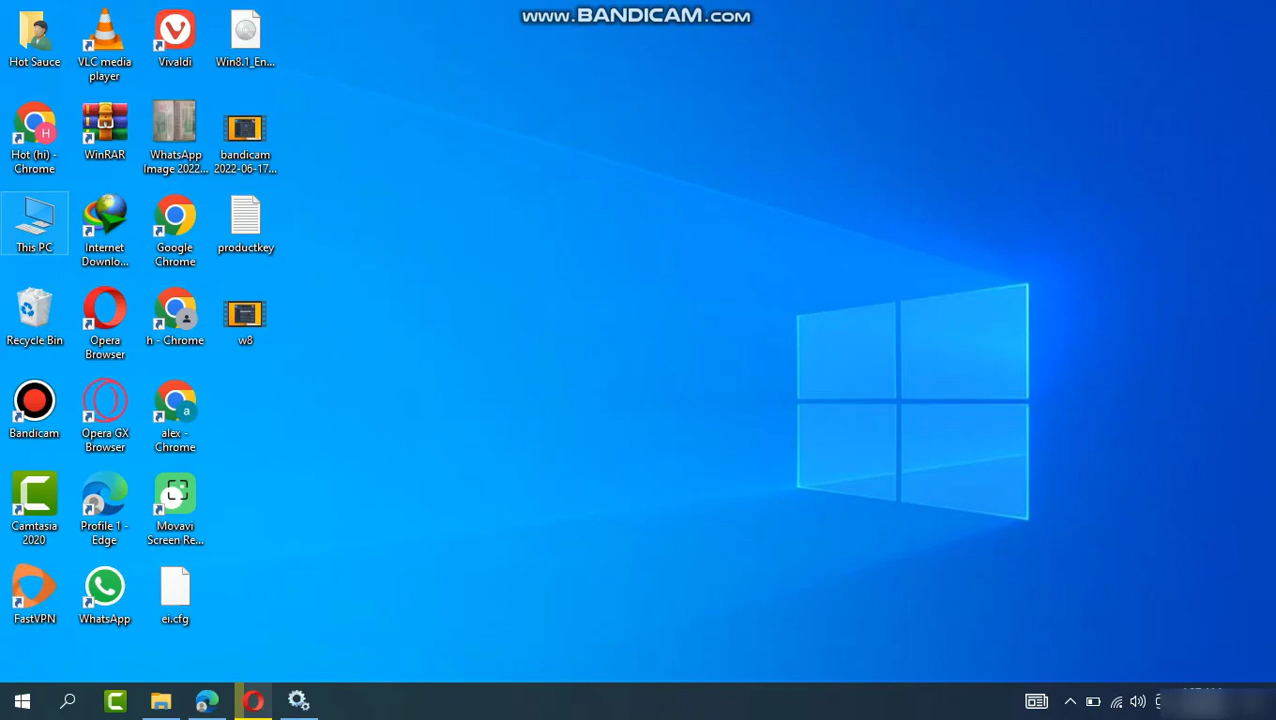 www.BANDICAM.com
Hot Sauce
VLC media
player
Vivaldi
Win8.1_En...
Hot (hi) -
Chrome
WinRAR
WhatsApp
Image 2022...
bandicam
2022-06-17...
This PC
Internet
Downlo...
Google
Chrome
productkey
Recycle Bin
Opera
Browser
h - Chrome
w8
Bandicam
Opera GX
Browser
alex -
Chrome
Camtasia
2020
Profile 1 -
Edge
Movavi
Screen Re...
FastVPN
WhatsApp
ei.cfg